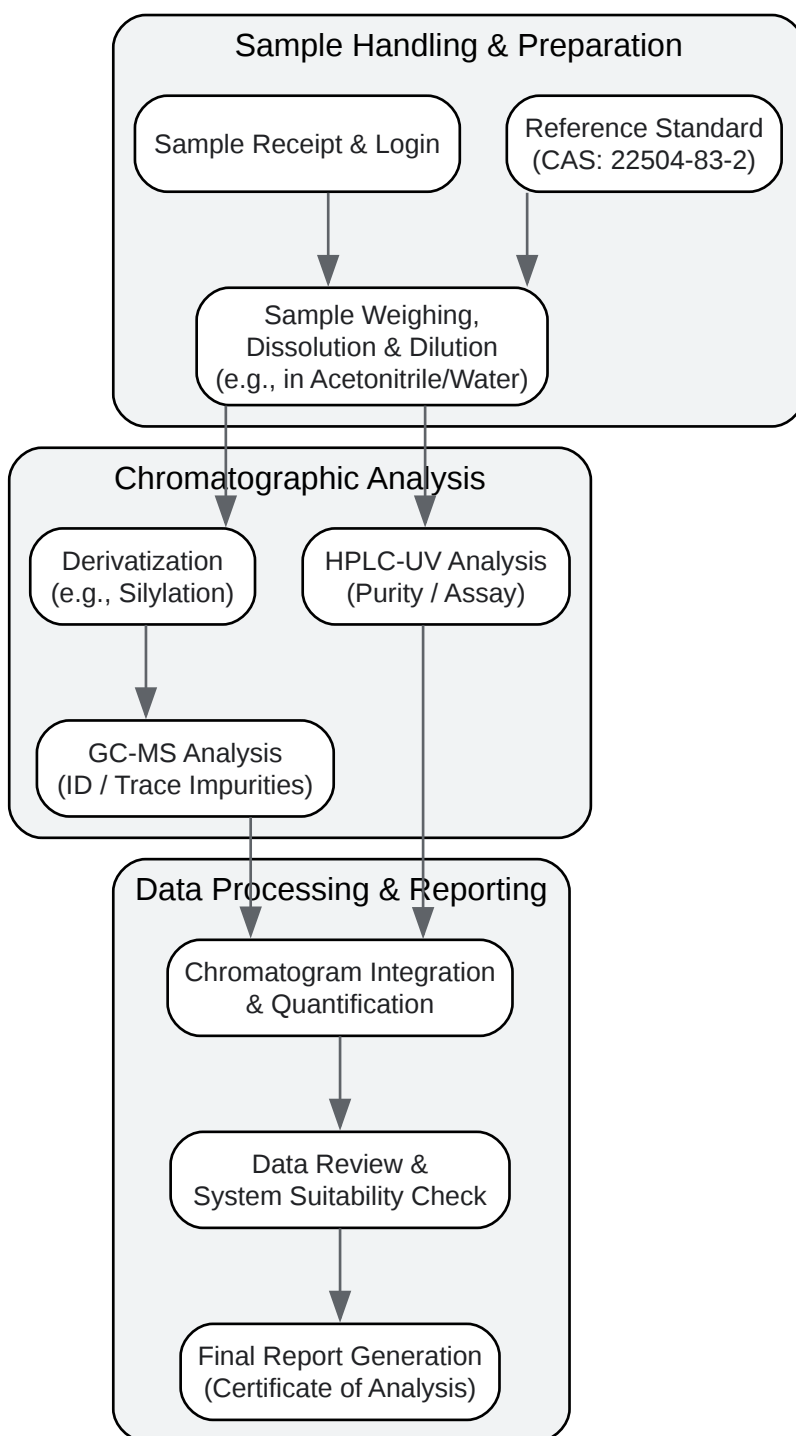 Sample Handling & Preparation
Sample Receipt & Login
Reference Standard
(CAS: 22504-83-2)
Sample Weighing,
Dissolution & Dilution
(e.g., in Acetonitrile/Water)
Chromatographic Analysis
Derivatization
(e.g., Silylation)
HPLC-UV Analysis
(Purity / Assay)
GC-MS Analysis
(ID / Trace Impurities)
Data Processing & Reporting
Chromatogram Integration
& Quantification
Data Review &
System Suitability Check
Final Report Generation
(Certificate of Analysis)